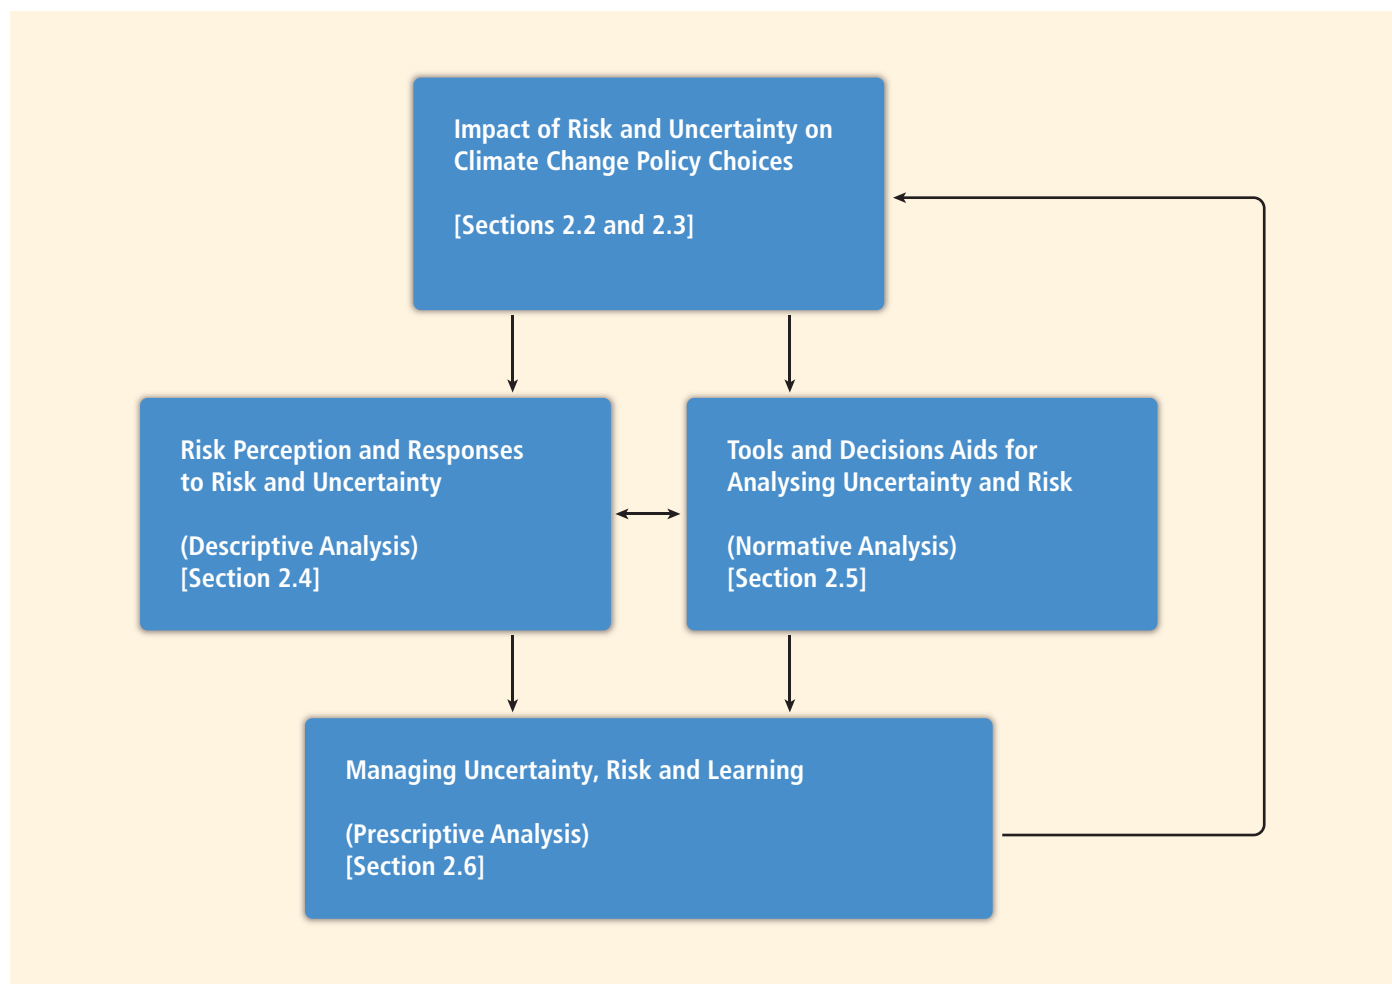 Impact of Risk and Uncertainty on
Climate Change Policy Choices
[Sections 2.2 and 2.3]
Risk Perception and Responses
to Risk and Uncertainty
(Descriptive Analysis)
[Section 2.4]
Tools and Decisions Aids for
Analysing Uncertainty and Risk
(Normative Analysis)
[Section 2.5]
Managing Uncertainty, Risk and Learning
(Prescriptive Analysis)
[Section 2.6]